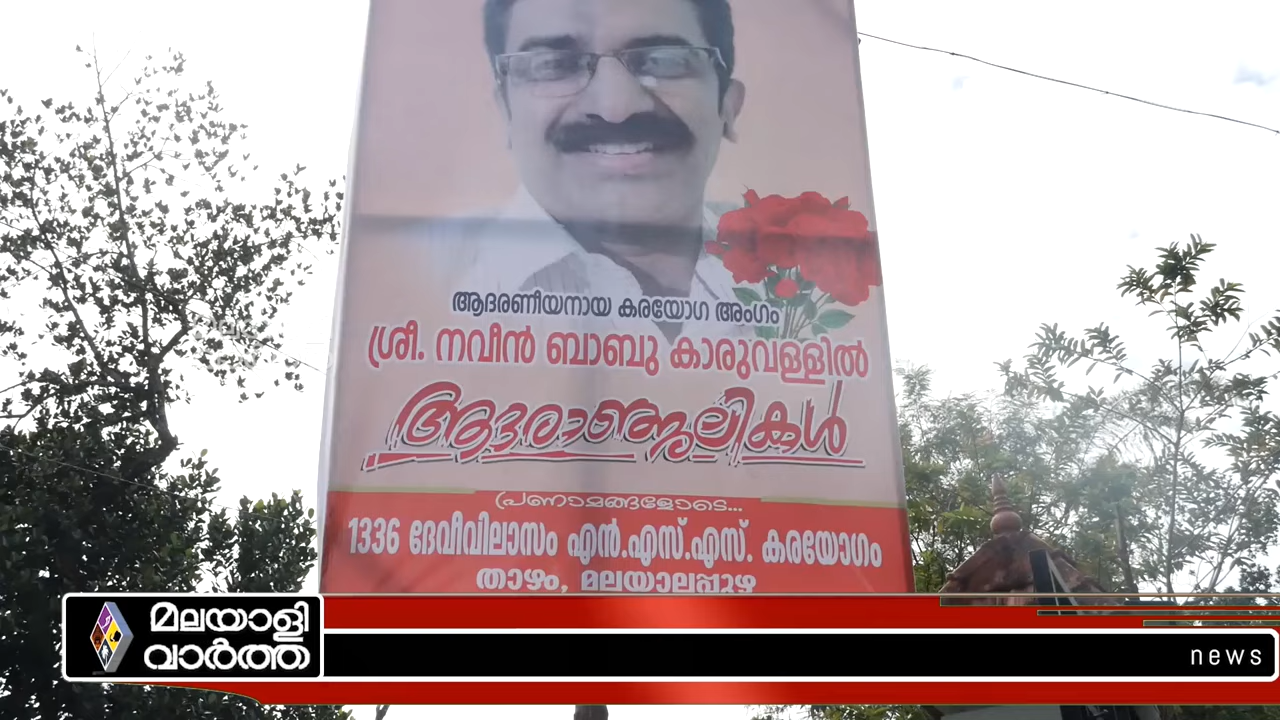 ആദരണീയനായ കരയോഗ അംഗം
ശ്രീ. നവീൻ ബാബു കാരുവള്ളിൽ
ആദരാഞ്ജലികൾ
പ്രണാമങ്ങളോടെ...
1336 ദേവീവിലാസം എൻ.എസ്.എസ്. കരയോഗം
താഴം, മലയാലപ്പുഴ
മലയാളി
വാർത്ത
news